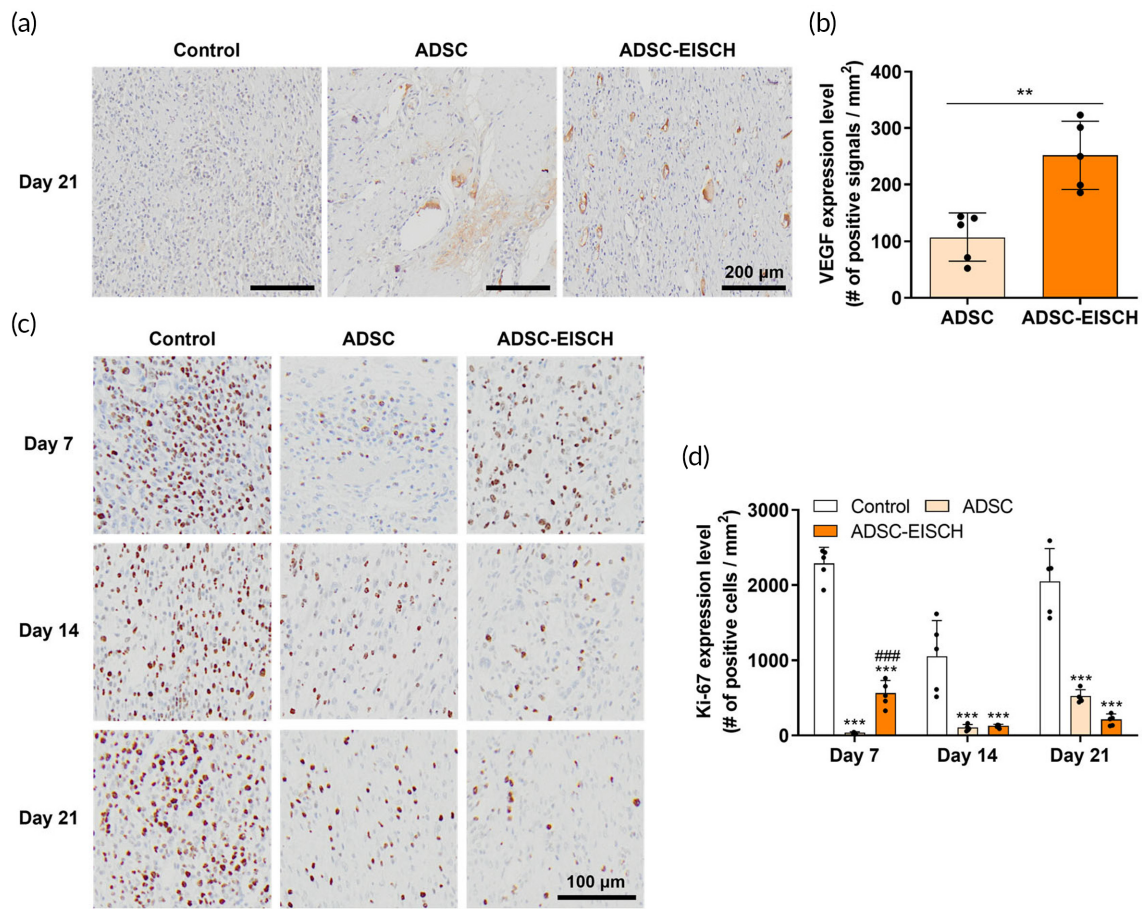 (a)
Control ADSC ADSC-EISCH
Day 21
200 µm
(b)
VEGF expression level
(# of positive signals / mm²)
400
300
200
100
0
**
ADSC ADSC-EISCH
(c)
Control ADSC ADSC-EISCH
Day 7
Day 14
Day 21
100 µm
(d)
Ki-67 expression level
(# of positive cells / mm²)
3000
2000
1000
0
Control ADSC
ADSC-EISCH
###
*** ***
*** ***
*** ***
Day 7 Day 14 Day 21